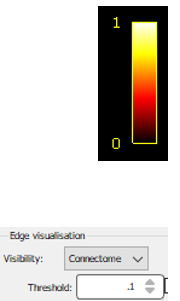 1
0
Edge visualisation
Visibility: Connectome
Threshold: .1